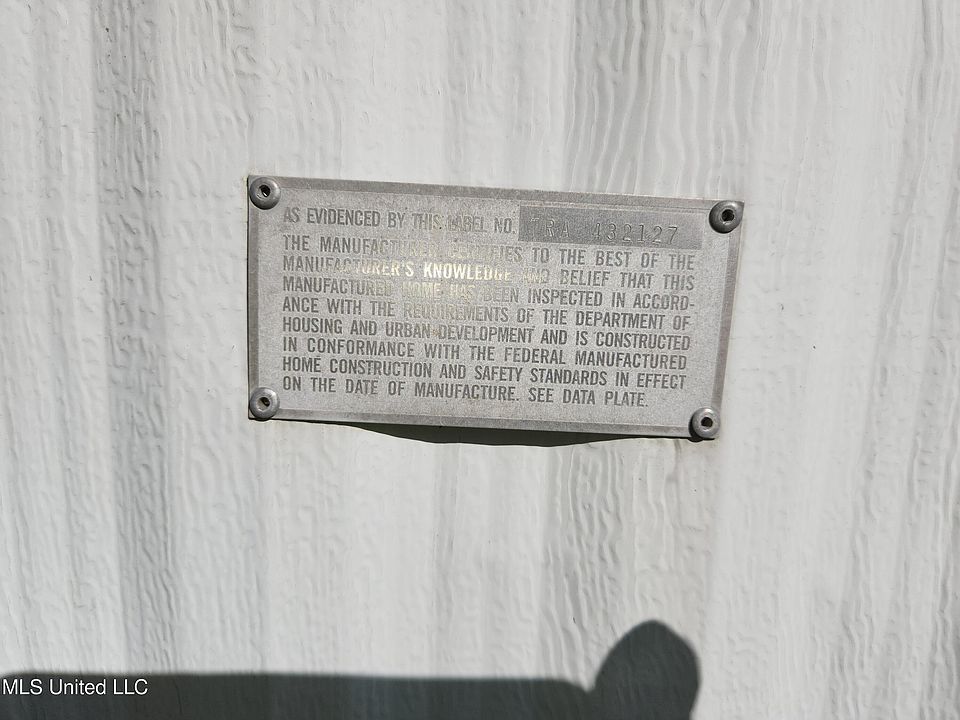 AS EVIDENCED BY THIS LABEL NO. TRA 432127
THE MANUFACTURER CERTIFIES TO THE BEST OF THE
MANUFACTURER'S KNOWLEDGE AND BELIEF THAT THIS
MANUFACTURED HOME HAS BEEN INSPECTED IN ACCORD-
ANCE WITH THE REQUIREMENTS OF THE DEPARTMENT OF
HOUSING AND URBAN DEVELOPMENT AND IS CONSTRUCTED
IN CONFORMANCE WITH THE FEDERAL MANUFACTURED
HOME CONSTRUCTION AND SAFETY STANDARDS IN EFFECT
ON THE DATE OF MANUFACTURE. SEE DATA PLATE.
MLS United LLC